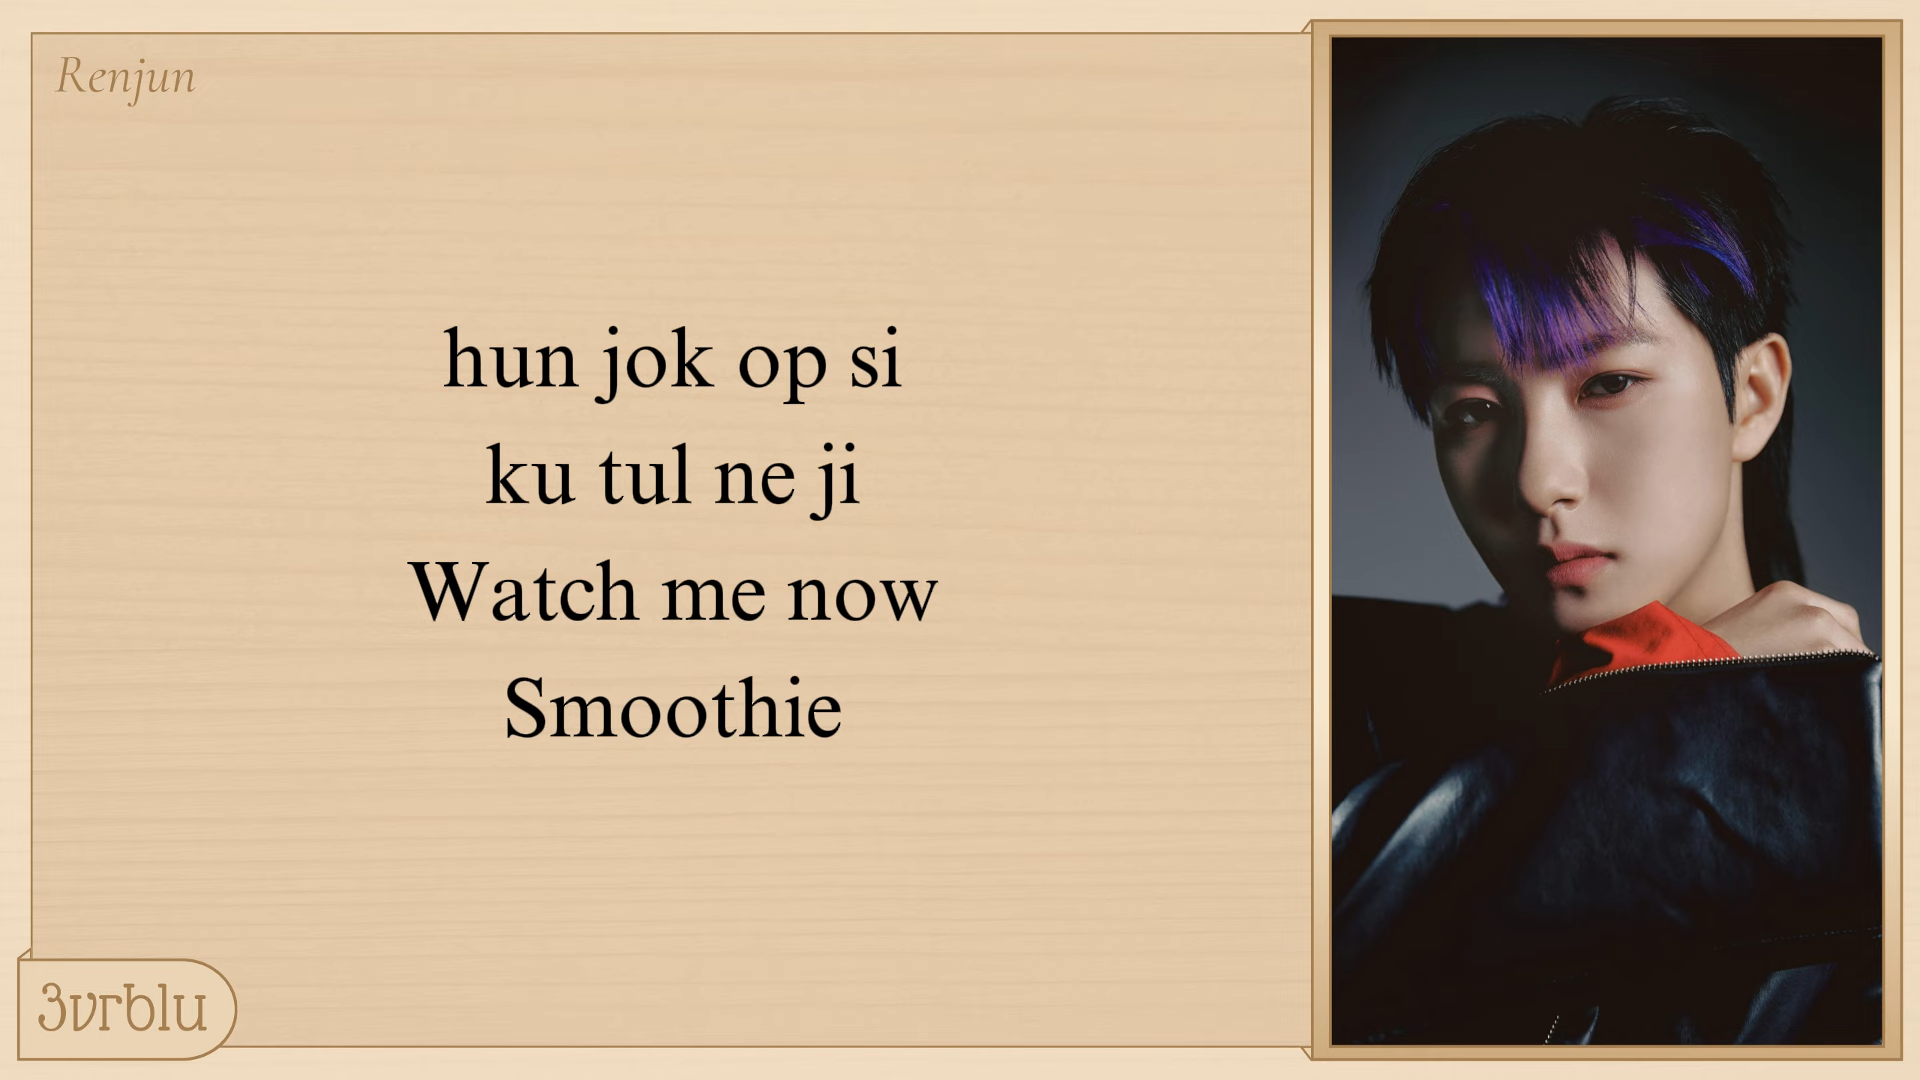 Renjun
hun jok op si
ku tul ne ji
Watch me now
Smoothie
3vrblu